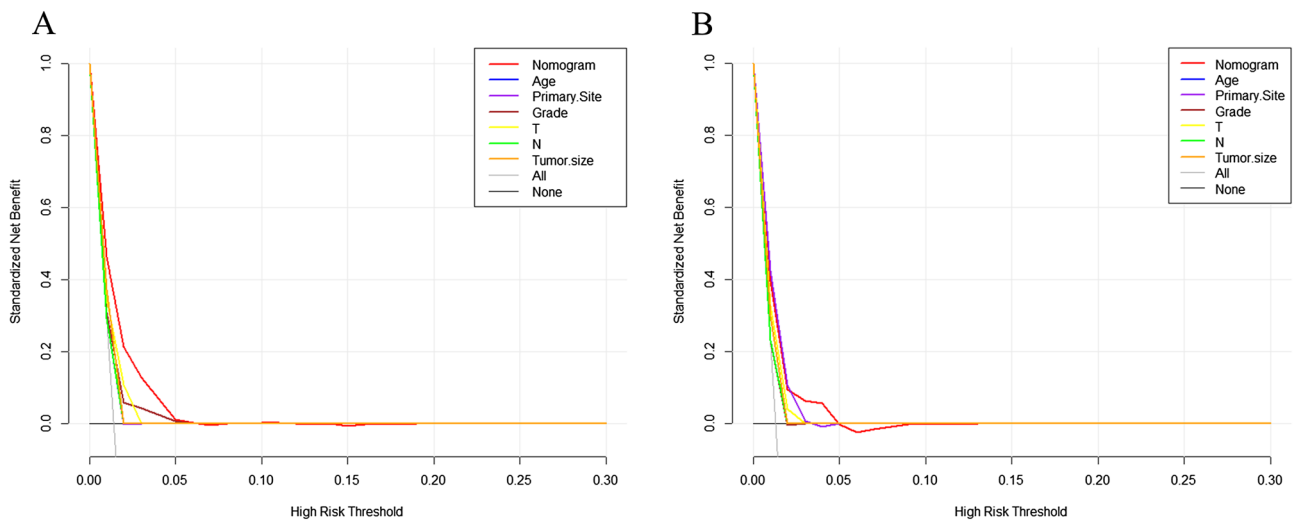 A
Standardized Net Benefit
1.0
0.8
0.6
0.4
0.2
0.0
Nomogram
Age
Primary.Site
Grade
T
N
Tumor.size
All
None
0.00 0.05 0.10 0.15 0.20 0.25 0.30
High Risk Threshold
B
Standardized Net Benefit
1.0
0.8
0.6
0.4
0.2
0.0
Nomogram
Age
Primary.Site
Grade
T
N
Tumor.size
All
None
0.00 0.05 0.10 0.15 0.20 0.25 0.30
High Risk Threshold